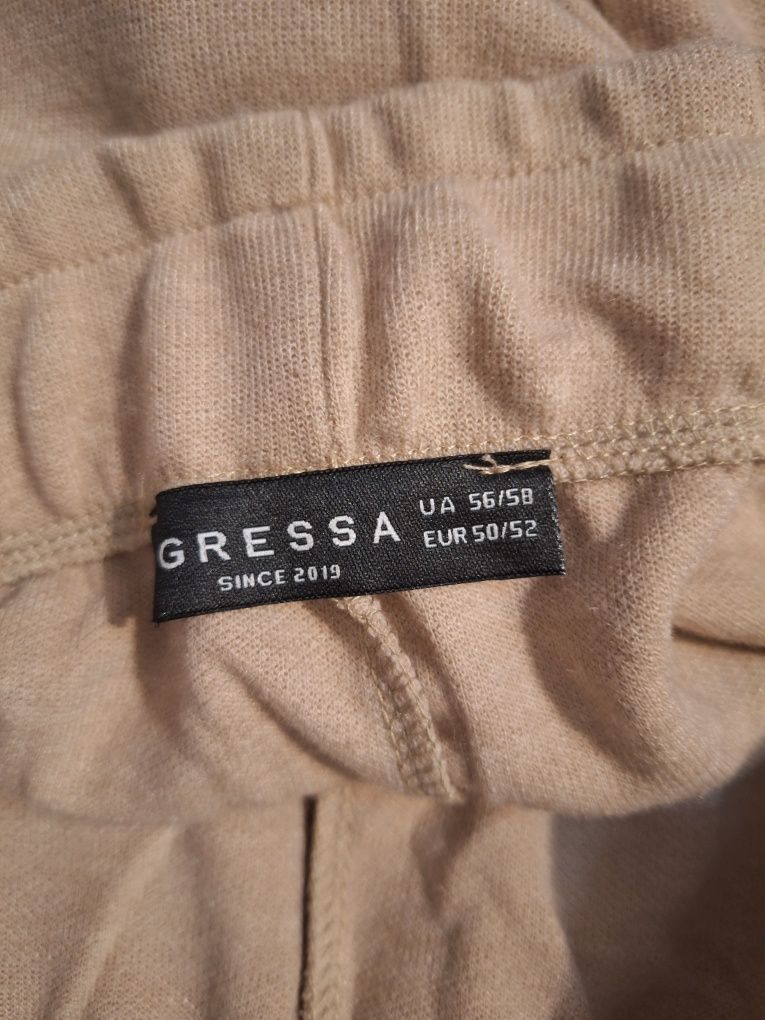 GRESSA
SINCE 2019
UA 56/58
EUR 50/52